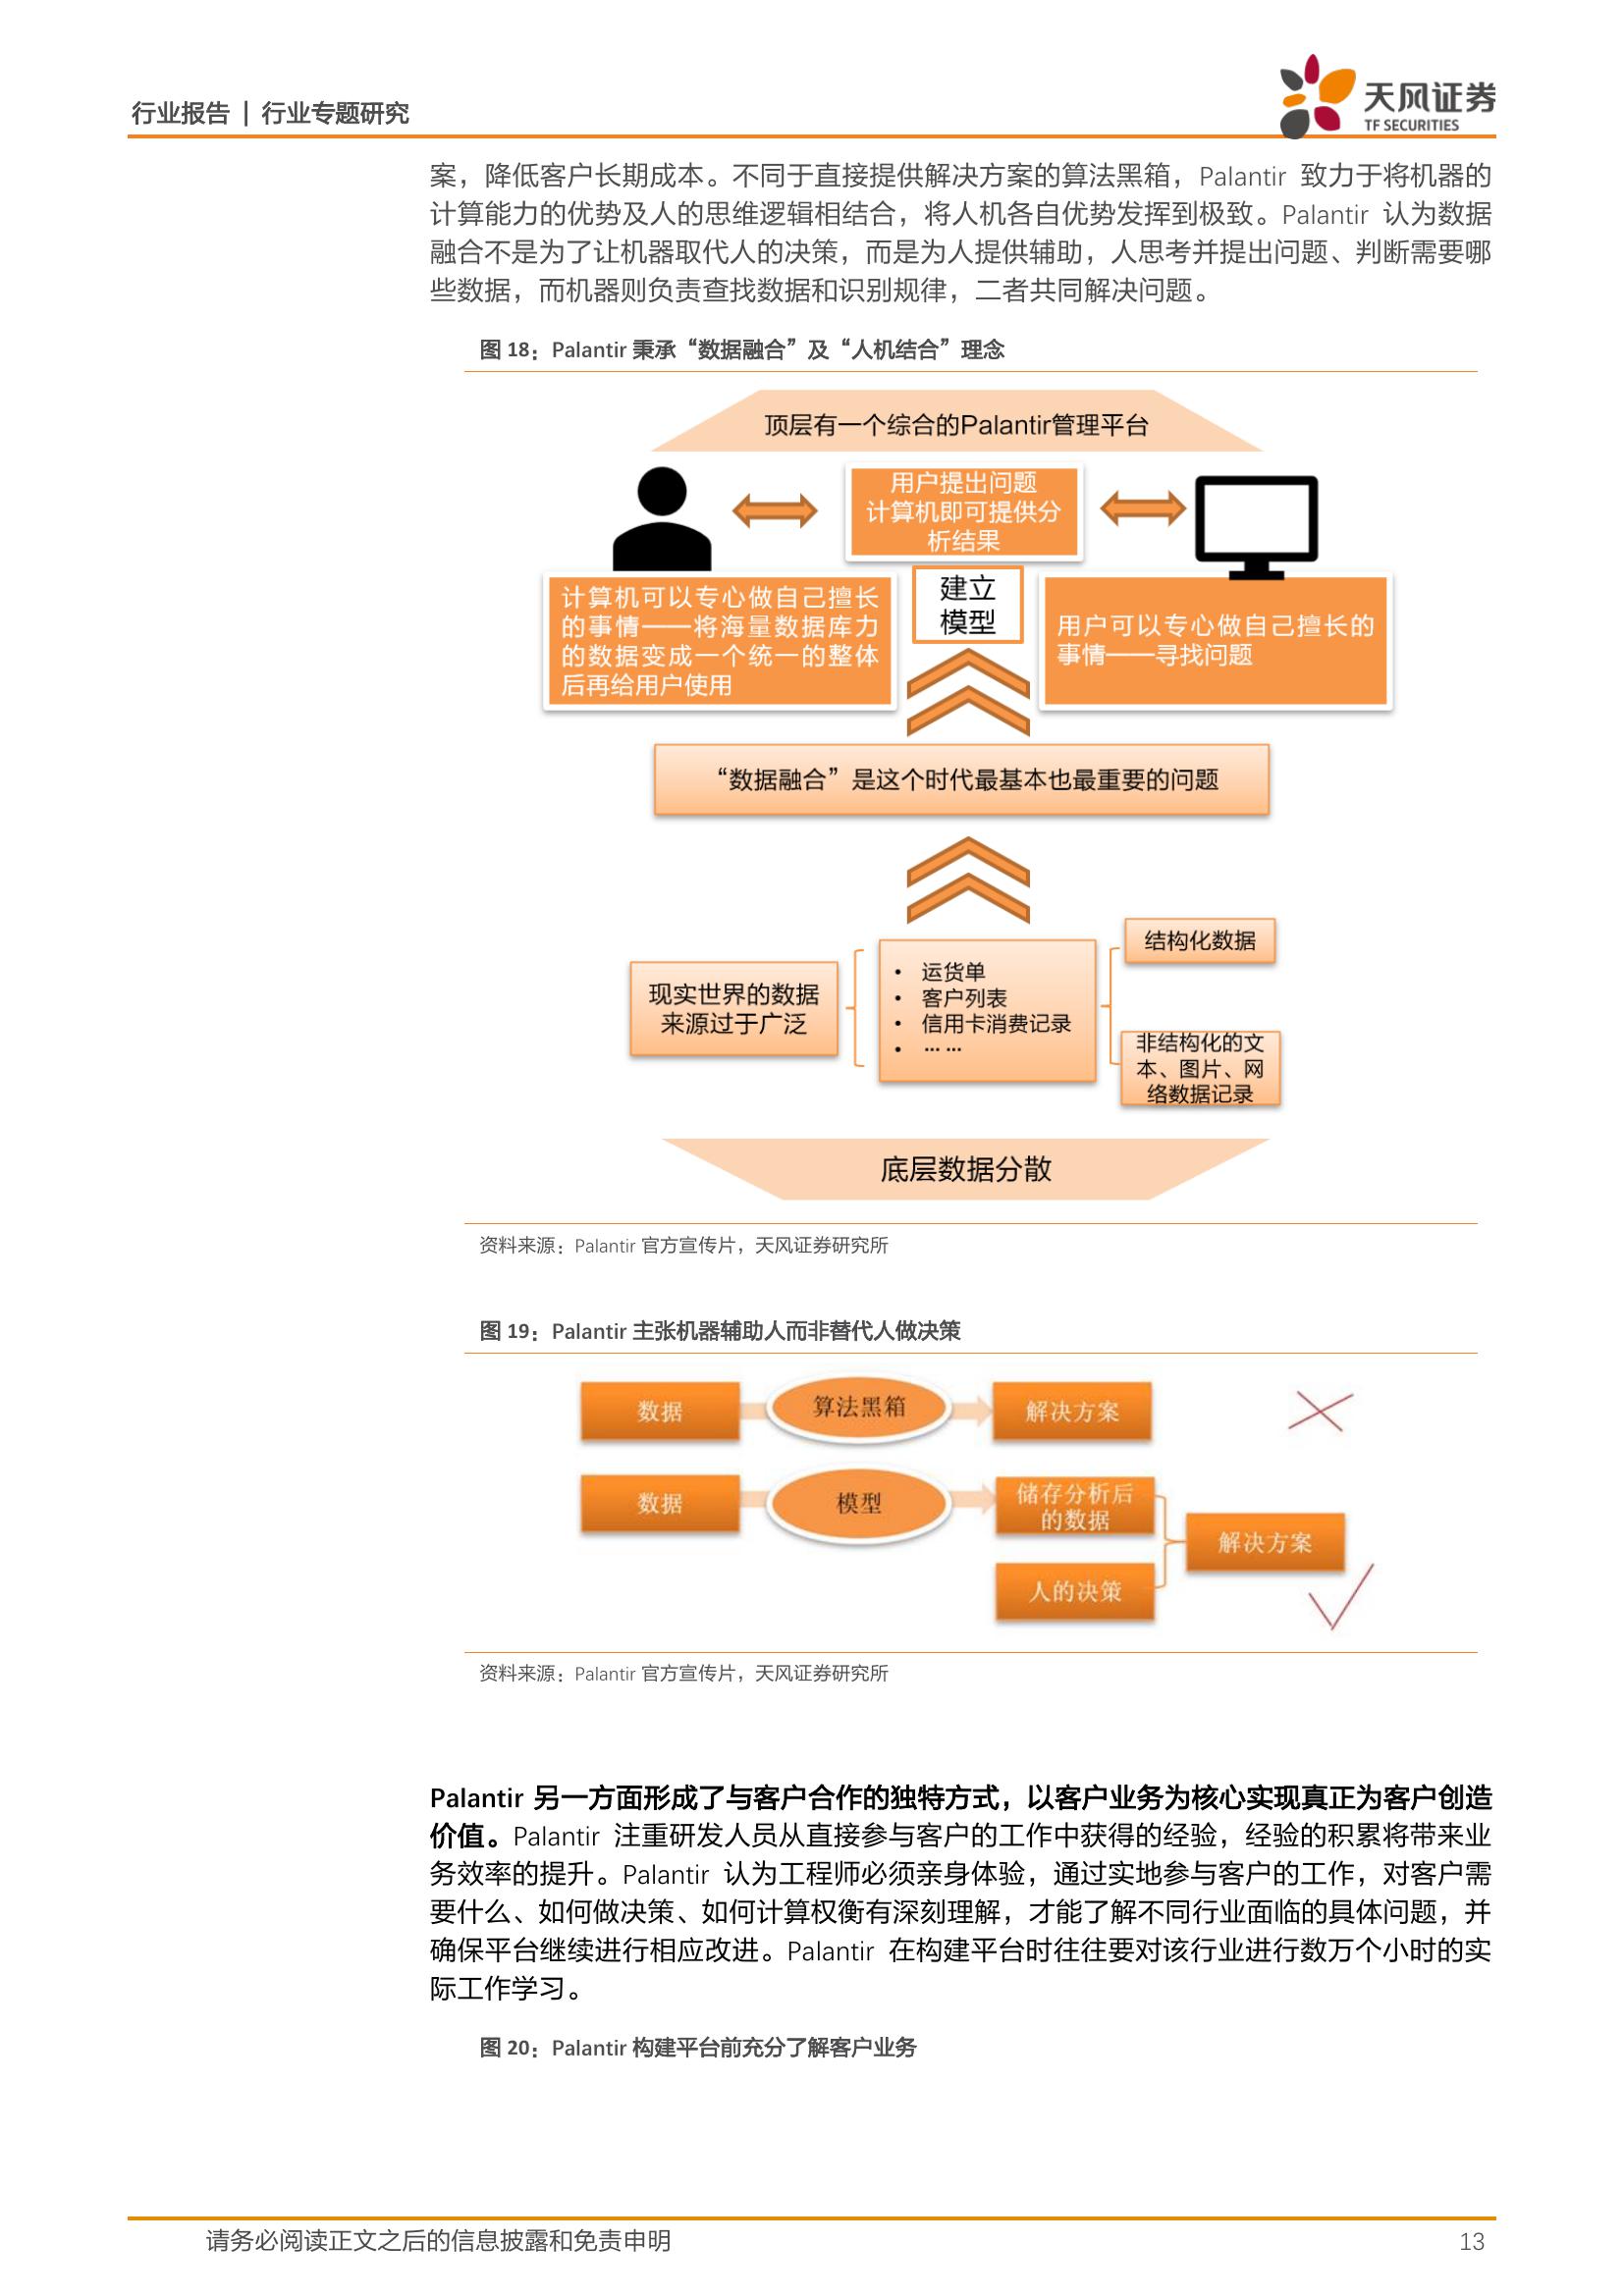 行业报告 | 行业专题研究
天风证券
TF SECURITIES
案，降低客户长期成本。不同于直接提供解决方案的算法黑箱，Palantir 致力于将机器的
计算能力的优势及人的思维逻辑相结合，将人机各自优势发挥到极致。Palantir 认为数据
融合不是为了让机器取代人的决策，而是为人提供辅助，人思考并提出问题、判断需要哪
些数据，而机器则负责查找数据和识别规律，二者共同解决问题。
图 18：Palantir 秉承“数据融合”及“人机结合”理念
顶层有一个综合的Palantir管理平台
用户提出问题
计算机即可提供分
析结果
建立
模型
计算机可以专心做自己擅长
的事情——将海量数据库力
的数据变成一个统一的整体
后再给用户使用
用户可以专心做自己擅长的
事情——寻找问题
“数据融合”是这个时代最基本也最重要的问题
现实世界的数据
来源过于广泛
• 运货单
• 客户列表
• 信用卡消费记录
• ... ...
结构化数据
非结构化的文
本、图片、网
络数据记录
底层数据分散
资料来源：Palantir 官方宣传片，天风证券研究所
图 19：Palantir 主张机器辅助人而非替代人做决策
数据
算法黑箱
解决方案
数据
模型
储存分析后
的数据
人的决策
解决方案
资料来源：Palantir 官方宣传片，天风证券研究所
Palantir 另一方面形成了与客户合作的独特方式，以客户业务为核心实现真正为客户创造
价值。Palantir 注重研发人员从直接参与客户的工作中获得的经验，经验的积累将带来业
务效率的提升。Palantir 认为工程师必须亲身体验，通过实地参与客户的工作，对客户需
要什么、如何做决策、如何计算权衡有深刻理解，才能了解不同行业面临的具体问题，并
确保平台继续进行相应改进。Palantir 在构建平台时往往要对该行业进行数万个小时的实
际工作学习。
图 20：Palantir 构建平台前充分了解客户业务
请务必阅读正文之后的信息披露和免责申明
13